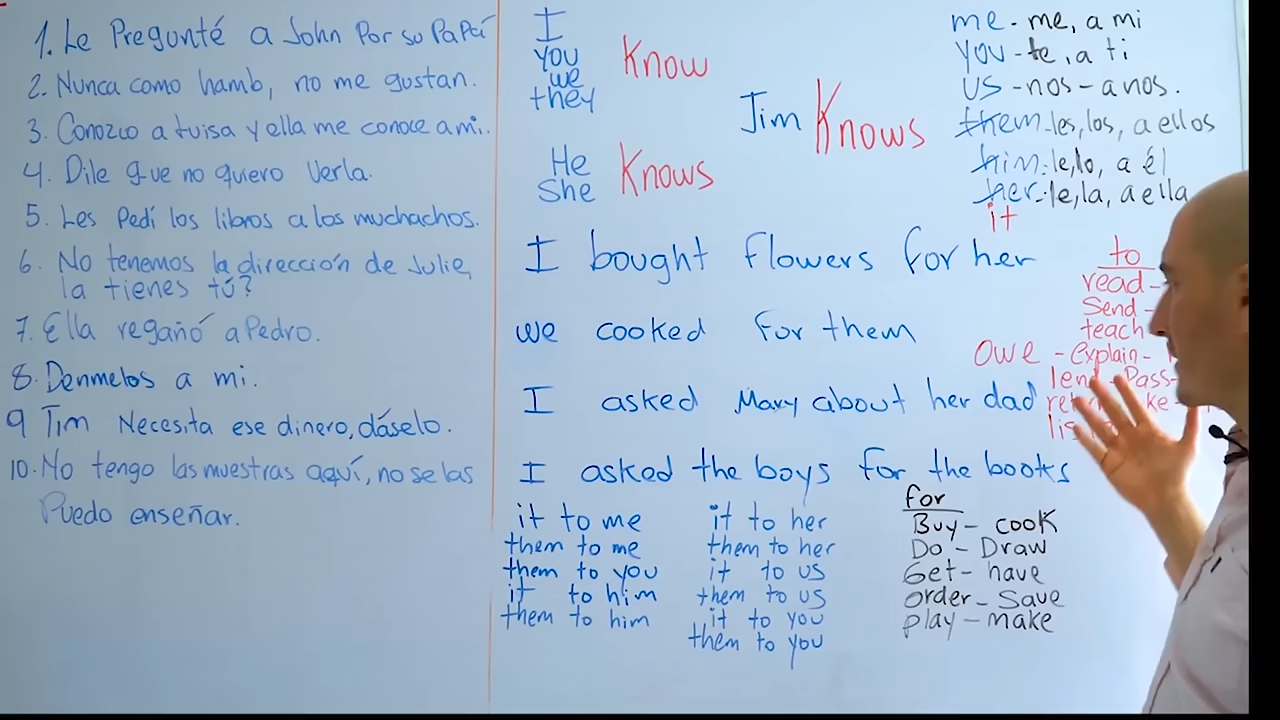 1. Le Pregunté a John Por su PaPá
2. Nunca como hamb, no me gustan.
3. Conozco a Luisa y ella me conoce a mi.
4. Dile que no quiero Verla.
5. Les Pedí los libros a los muchachos.
6. No tenemos la dirección de Julie,
la tienes tú?
7. Ella regañó a Pedro.
8. Denmelos a mi.
9 Tim Necesita ese dinero, dáselo.
10. No tengo las muestras aquí, no se las
Puedo enseñar.
I
you
we
they
Know
He
She
Knows
Jim Knows
me - me, a mi
you - te, a ti
us - nos - a nos.
them - les, los, a ellos
him - le, lo, a él
her - le, la, a ella
it
I bought flowers for her
we cooked for them
I asked Mary about her dad
I asked the boys for the books
it to me
them to me
them to you
it to him
them to him
it to her
them to her
it to us
them to us
it to you
them to you
for
Buy - cook
Do - Draw
Get - have
order - Save
play - make
to
read -
Send -
teach
owe - explain -
Pass -